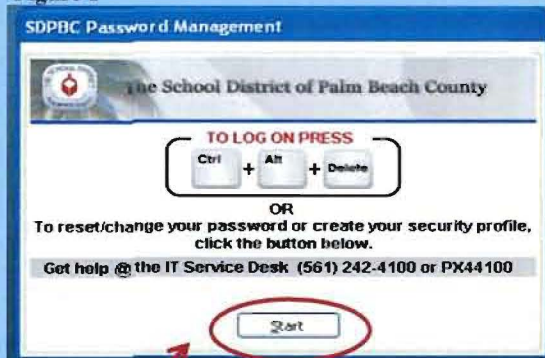 SDPBC Password Management
The School District of Palm Beach County
TO LOG ON PRESS
Ctrl + Alt + Delete
OR
To reset/change your password or create your security profile,
click the button below.
Get help @ the IT Service Desk (561) 242-4100 or PX44100
Start